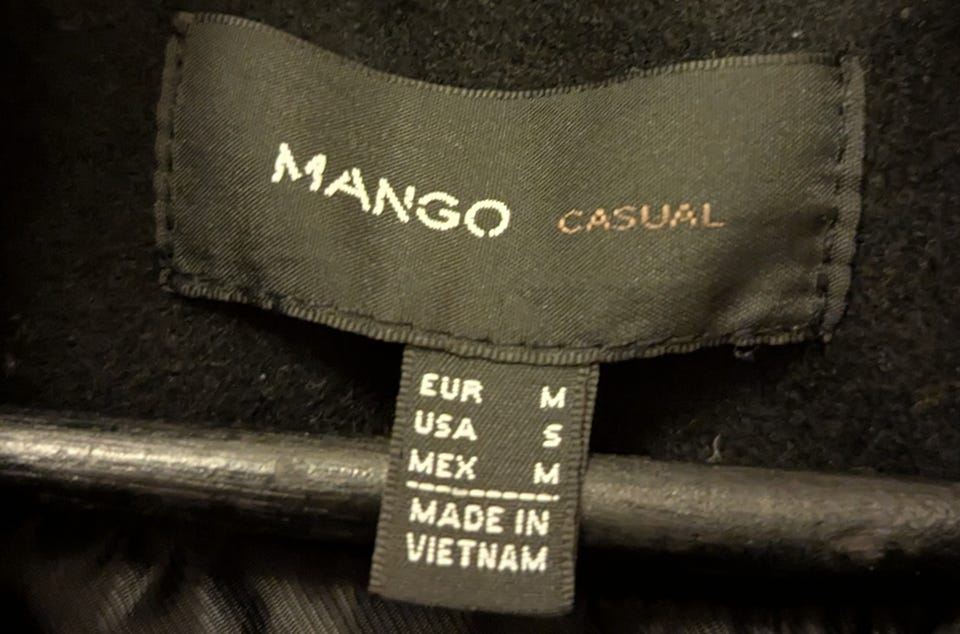 MANGO CASUAL
EUR M
USA S
MEX M
MADE IN
VIETNAM